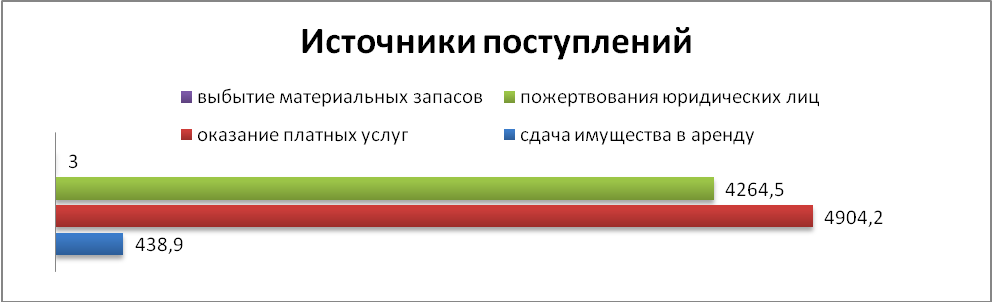 Источники поступлений
выбытие материальных запасов пожертвования юридических лиц
оказание платных услуг сдача имущества в аренду
3
4264,5
4904,2
438,9